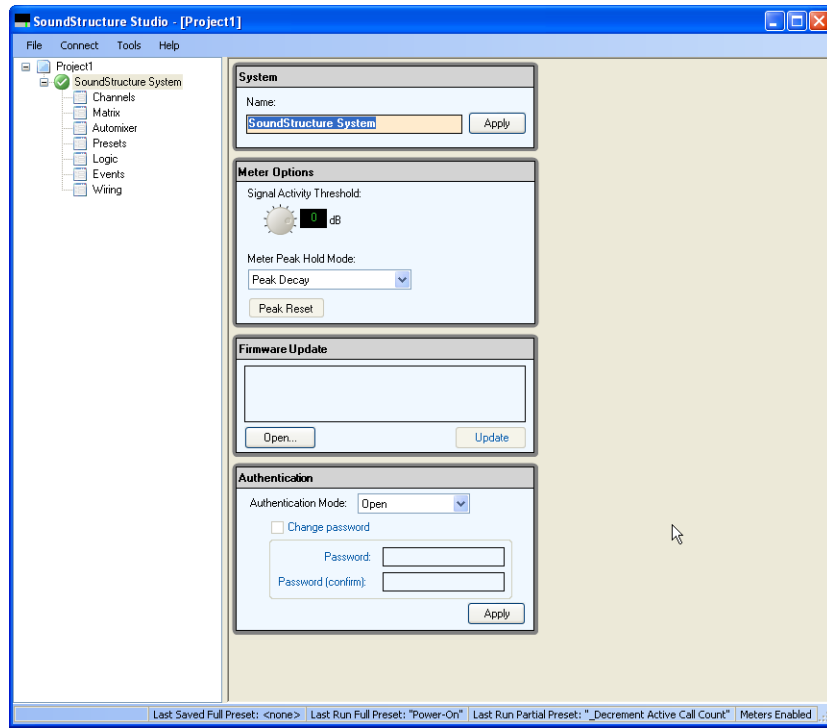 SoundStructure Studio - [Project1]
File Connect Tools Help
Project1
SoundStructure System
Channels
Matrix
Automixer
Presets
Logic
Events
Wiring
System
Name:
SoundStructure System Apply
Meter Options
Signal Activity Threshold:
0 dB
Meter Peak Hold Mode:
Peak Decay
Peak Reset
Firmware Update
Open... Update
Authentication
Authentication Mode: Open
Change password
Password:
Password (confirm):
Apply
Last Saved Full Preset: <none> Last Run Full Preset: "Power-On" Last Run Partial Preset: "_Decrement Active Call Count" Meters Enabled